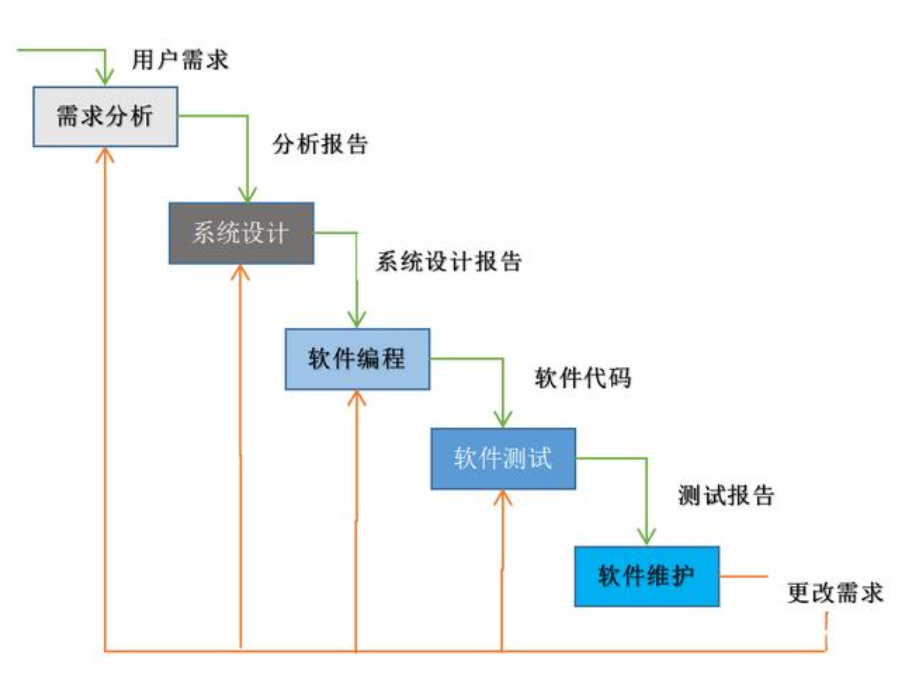 用户需求
需求分析
分析报告
系统设计
系统设计报告
软件编程
软件代码
软件测试
测试报告
软件维护
更改需求